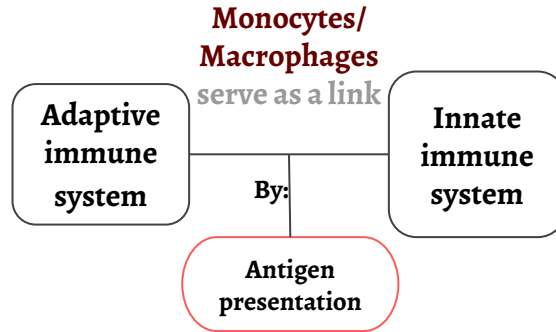 Monocytes/
Macrophages
serve as a link
Adaptive
immune
system
Innate
immune
system
By:
Antigen
presentation